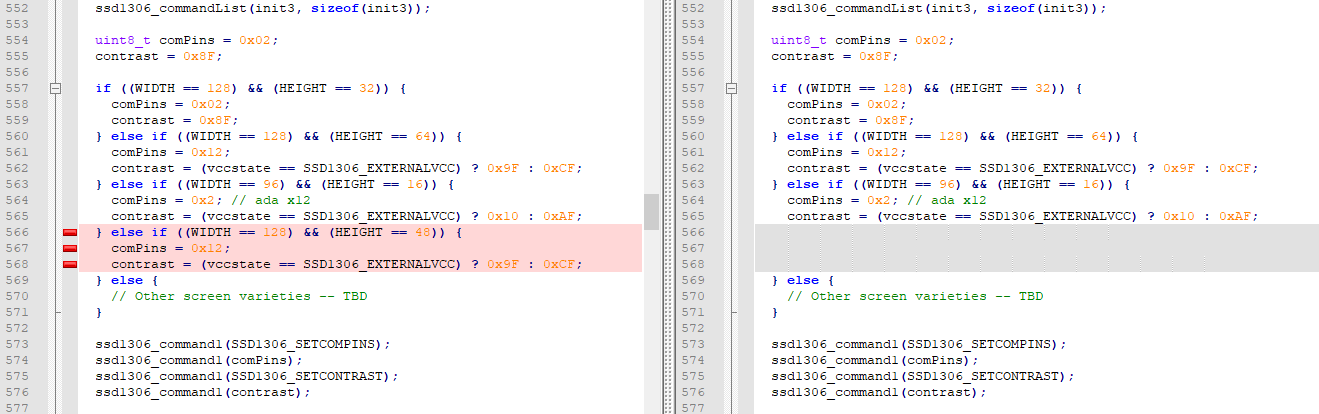 552 ssd1306_commandList(init3, sizeof(init3));
553
554 uint8_t comPins = 0x02;
555 contrast = 0x8F;
556
557 if ((WIDTH == 128) && (HEIGHT == 32)) {
558 comPins = 0x02;
559 contrast = 0x8F;
560 } else if ((WIDTH == 128) && (HEIGHT == 64)) {
561 comPins = 0x12;
562 contrast = (vccstate == SSD1306_EXTERNALVCC) ? 0x9F : 0xCF;
563 } else if ((WIDTH == 96) && (HEIGHT == 16)) {
564 comPins = 0x2; // ada x12
565 contrast = (vccstate == SSD1306_EXTERNALVCC) ? 0x10 : 0xAF;
566 } else if ((WIDTH == 128) && (HEIGHT == 48)) {
567 comPins = 0x12;
568 contrast = (vccstate == SSD1306_EXTERNALVCC) ? 0x9F : 0xCF;
569 } else {
570 // Other screen varieties -- TBD
571 }
572
573 ssd1306_command1(SSD1306_SETCOMPINS);
574 ssd1306_command1(comPins);
575 ssd1306_command1(SSD1306_SETCONTRAST);
576 ssd1306_command1(contrast);
577
552 ssd1306_commandList(init3, sizeof(init3));
553
554 uint8_t comPins = 0x02;
555 contrast = 0x8F;
556
557 if ((WIDTH == 128) && (HEIGHT == 32)) {
558 comPins = 0x02;
559 contrast = 0x8F;
560 } else if ((WIDTH == 128) && (HEIGHT == 64)) {
561 comPins = 0x12;
562 contrast = (vccstate == SSD1306_EXTERNALVCC) ? 0x9F : 0xCF;
563 } else if ((WIDTH == 96) && (HEIGHT == 16)) {
564 comPins = 0x2; // ada x12
565 contrast = (vccstate == SSD1306_EXTERNALVCC) ? 0x10 : 0xAF;
566
567
568
569 } else {
570 // Other screen varieties -- TBD
571 }
572
573 ssd1306_command1(SSD1306_SETCOMPINS);
574 ssd1306_command1(comPins);
575 ssd1306_command1(SSD1306_SETCONTRAST);
576 ssd1306_command1(contrast);
577